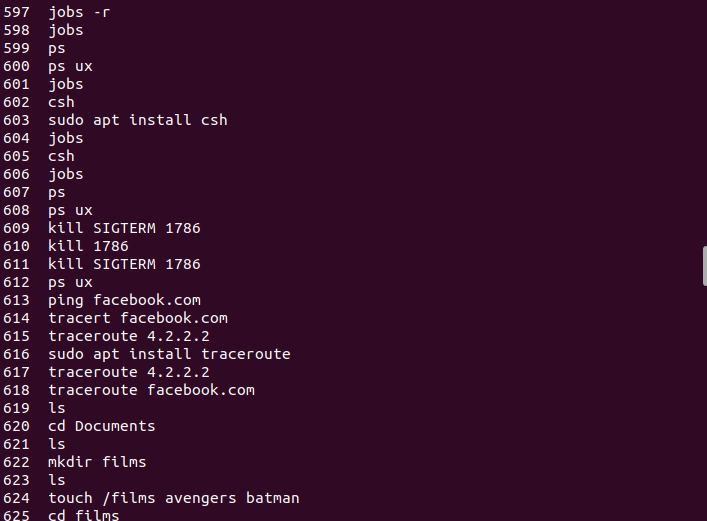 597 jobs -r
598 jobs
599 ps
600 ps ux
601 jobs
602 csh
603 sudo apt install csh
604 jobs
605 csh
606 jobs
607 ps
608 ps ux
609 kill SIGTERM 1786
610 kill 1786
611 kill SIGTERM 1786
612 ps ux
613 ping facebook.com
614 tracert facebook.com
615 traceroute 4.2.2.2
616 sudo apt install traceroute
617 traceroute 4.2.2.2
618 traceroute facebook.com
619 ls
620 cd Documents
621 ls
622 mkdir films
623 ls
624 touch /films avengers batman
625 cd films